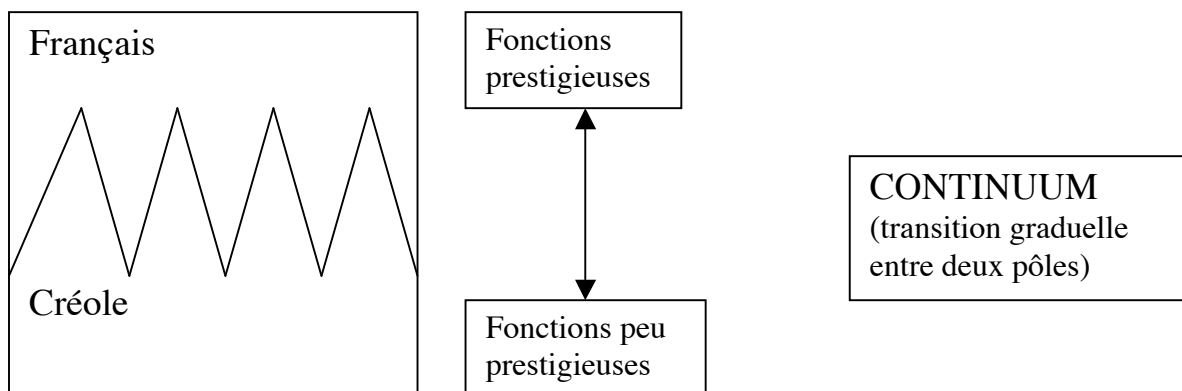 Français
Créole
Fonctions
prestigieuses
Fonctions peu
prestigieuses
CONTINUUM
(transition graduelle
entre deux pôles)